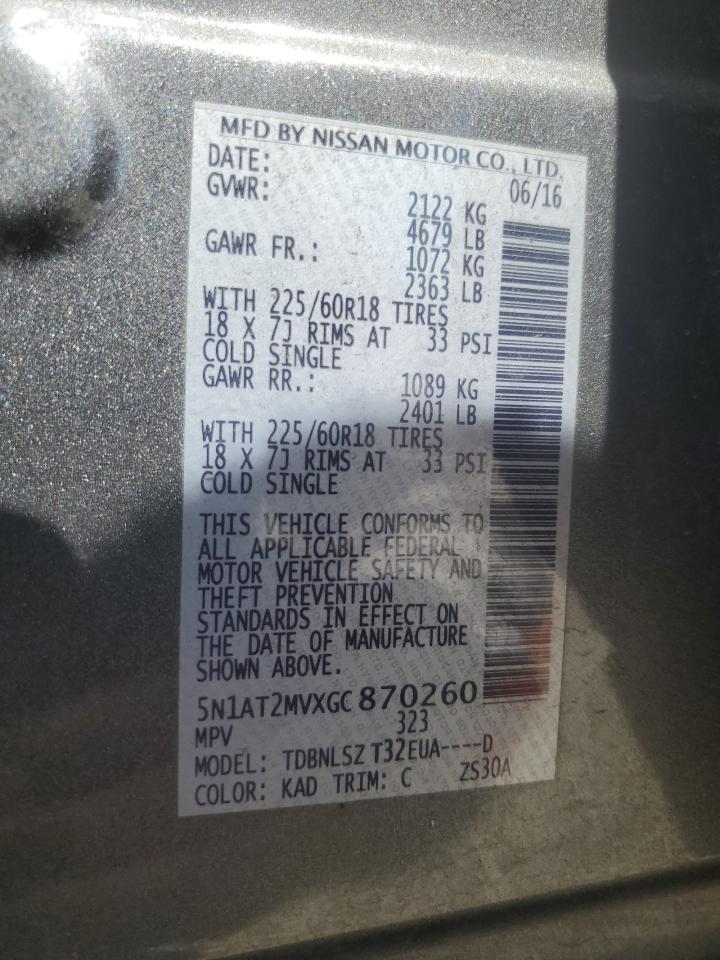 MFD BY NISSAN MOTOR CO., LTD.
DATE: 06/16
GVWR: 2122 KG
4679 LB
GAWR FR.: 1072 KG
2363 LB
WITH 225/60R18 TIRES
18 X 7J RIMS AT 33 PSI
COLD SINGLE
GAWR RR.: 1089 KG
2401 LB
WITH 225/60R18 TIRES
18 X 7J RIMS AT 33 PSI
COLD SINGLE
THIS VEHICLE CONFORMS TO
ALL APPLICABLE FEDERAL
MOTOR VEHICLE SAFETY AND
THEFT PREVENTION
STANDARDS IN EFFECT ON
THE DATE OF MANUFACTURE
SHOWN ABOVE.
5N1AT2MVXGC870260
MPV 323
MODEL: TDBNLSZ T32EUA----D
COLOR: KAD TRIM: C ZS30A